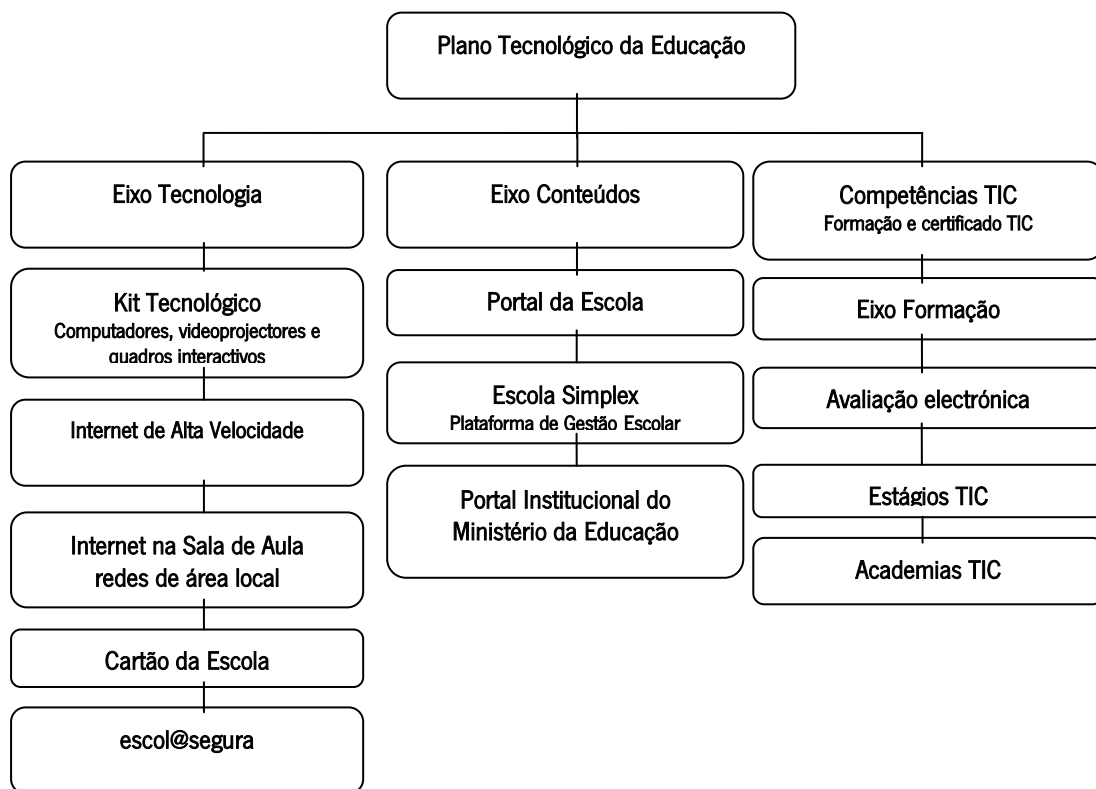 Plano Tecnológico da Educação
Eixo Tecnologia
Kit Tecnológico
Computadores, videoprojectores e
quadros interactivos
Internet de Alta Velocidade
Internet na Sala de Aula
redes de área local
Cartão da Escola
escol@segura
Eixo Conteúdos
Portal da Escola
Escola Simplex
Plataforma de Gestão Escolar
Portal Institucional do
Ministério da Educação
Competências TIC
Formação e certificado TIC
Eixo Formação
Avaliação electrónica
Estágios TIC
Academias TIC